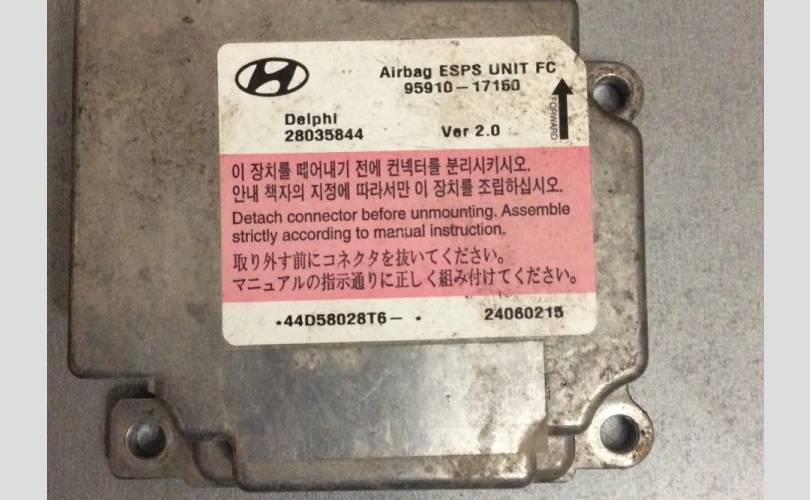 Airbag ESPS UNIT FC
95910-17150
Delphi
28035844
Ver 2.0
FORWARD
이 장치를 떼어내기 전에 컨넥터를 분리시키시오.
안내 책자의 지정에 따라서만 이 장치를 조립하십시오.
Detach connector before unmounting. Assemble
strictly according to manual instruction.
取り外す前にコネクタを抜いてください。
マニュアルの指示通りに正しく組み付けてください。
*44D58028T6- *
24060215